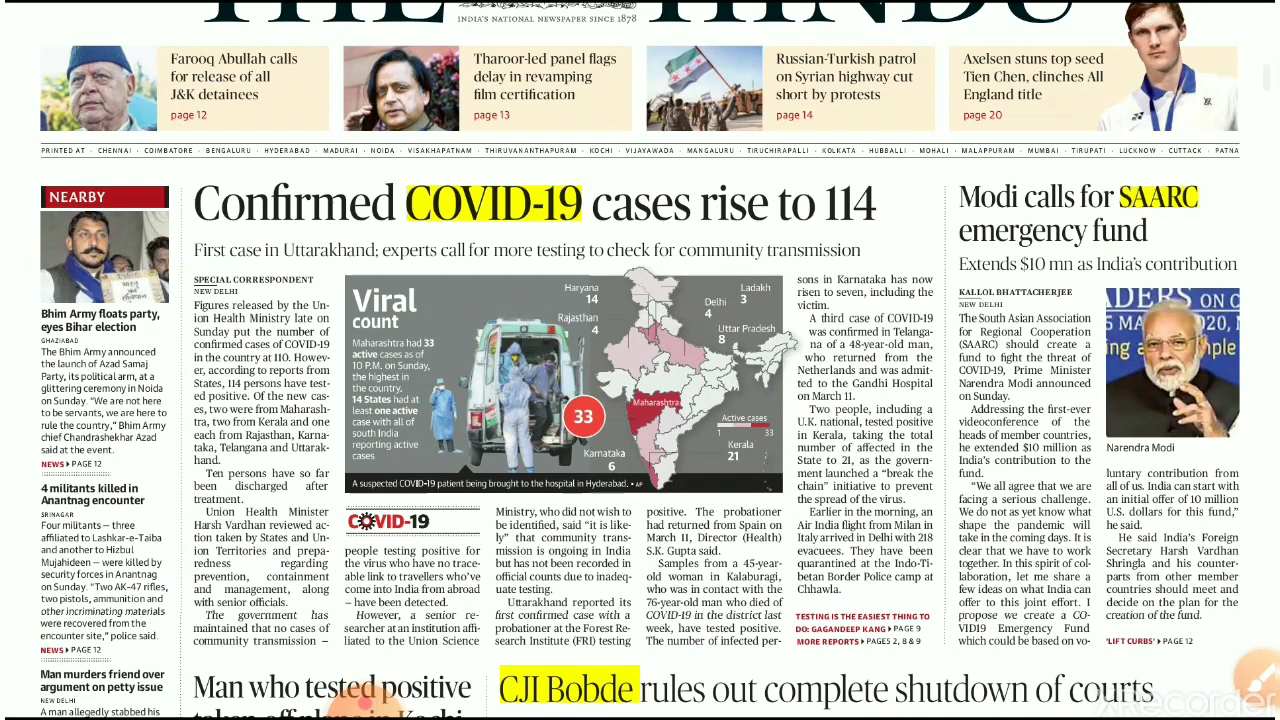 THE HINDU
INDIA'S NATIONAL NEWSPAPER SINCE 1878
Farooq Abullah calls
for release of all
J&K detainees
page 12
Tharoor-led panel flags
delay in revamping
film certification
page 13
Russian-Turkish patrol
on Syrian highway cut
short by protests
page 14
Axelsen stuns top seed
Tien Chen, clinches All
England title
page 20
PRINTED AT · CHENNAI · COIMBATORE · BENGALURU · HYDERABAD · MADURAI · NOIDA · VISAKHAPATNAM · THIRUVANANTHAPURAM · KOCHI · VIJAYAWADA · MANGALURU · TIRUCHIRAPALLI · KOLKATA · HUBBALLI · MOHALI · MALAPPURAM · MUMBAI · TIRUPATI · LUCKNOW · CUTTACK · PATNA
NEARBY
Bhim Army floats party,
eyes Bihar election
GHAZIABAD
The Bhim Army announced
the launch of Azad Samaj
Party, its political arm, at a
glittering ceremony in Noida
on Sunday. “We are not here
to be servants, we are here to
rule the country,” Bhim Army
chief Chandrashekhar Azad
said at the event.
NEWS PAGE 12
4 militants killed in
Anantnag encounter
SRINAGAR
Four militants — three
affiliated to Lashkar-e-Taiba
and another to Hizbul
Mujahideen — were killed by
security forces in Anantnag
on Sunday. “Two AK-47 rifles,
two pistols, ammunition and
other incriminating materials
were recovered from the
encounter site,” police said.
NEWS PAGE 12
Man murders friend over
argument on petty issue
NEW DELHI
A man allegedly stabbed his
Confirmed COVID-19 cases rise to 114
First case in Uttarakhand; experts call for more testing to check for community transmission
SPECIAL CORRESPONDENT
NEW DELHI
Figures released by the Un-
ion Health Ministry late on
Sunday put the number of
confirmed cases of COVID-19
in the country at 110. Howev-
er, according to reports from
States, 114 persons have test-
ed positive. Of the new cas-
es, two were from Maharash-
tra, two from Kerala and one
each from Rajasthan, Karna-
taka, Telangana and Uttarak-
hand.
Ten persons have so far
been discharged after
treatment.
Union Health Minister
Harsh Vardhan reviewed ac-
tion taken by States and Un-
ion Territories and prepa-
redness regarding
prevention, containment
and management, along
with senior officials.
The government has
maintained that no cases of
community transmission –
Viral
count
Maharashtra had 33
active cases as of
10 P.M. on Sunday,
the highest in
the country.
14 States had at
least one active
case with all of
south India
reporting active
cases
Haryana
14
Rajasthan
4
Ladakh
3
Delhi
4
Uttar Pradesh
8
Maharashtra
33
Active cases
1 33
Kerala
21
Karnataka
6
A suspected COVID-19 patient being brought to the hospital in Hyderabad. • AP
COVID-19
people testing positive for
the virus who have no trace-
able link to travellers who've
come into India from abroad
– have been detected.
However, a senior re-
searcher at an institution affi-
liated to the Union Science
Ministry, who did not wish to
be identified, said “it is like-
ly” that community trans-
mission is ongoing in India
but has not been recorded in
official counts due to inadeq-
uate testing.
Uttarakhand reported its
first confirmed case with a
probationer at the Forest Re-
search Institute (FRI) testing
positive. The probationer
had returned from Spain on
March 11, Director (Health)
S.K. Gupta said.
Samples from a 45-year-
old woman in Kalaburagi,
who was in contact with the
76-year-old man who died of
COVID-19 in the district last
week, have tested positive.
The number of infected per-
sons in Karnataka has now
risen to seven, including the
victim.
A third case of COVID-19
was confirmed in Telanga-
na of a 48-year-old man,
who returned from the
Netherlands and was admit-
ted to the Gandhi Hospital
on March 11.
Two people, including a
U.K. national, tested positive
in Kerala, taking the total
number of affected in the
State to 21, as the govern-
ment launched a “break the
chain” initiative to prevent
the spread of the virus.
Earlier in the morning, an
Air India flight from Milan in
Italy arrived in Delhi with 218
evacuees. They have been
quarantined at the Indo-Ti-
betan Border Police camp at
Chhawla.
TESTING IS THE EASIEST THING TO
DO: GAGANDEEP KANG PAGE 9
MORE REPORTS PAGES 2, 8 & 9
Modi calls for SAARC
emergency fund
Extends $10 mn as India's contribution
KALLOL BHATTACHERJEE
NEW DELHI
The South Asian Association
for Regional Cooperation
(SAARC) should create a
fund to fight the threat of
COVID-19, Prime Minister
Narendra Modi announced
on Sunday.
Addressing the first-ever
videoconference of the
heads of member countries,
he extended $10 million as
India's contribution to the
fund.
“We all agree that we are
facing a serious challenge.
We do not as yet know what
shape the pandemic will
take in the coming days. It is
clear that we have to work
together. In this spirit of col-
laboration, let me share a
few ideas on what India can
offer to this joint effort. I
propose we create a CO-
VID19 Emergency Fund
which could be based on vo-
Narendra Modi
luntary contribution from
all of us. India can start with
an initial offer of 10 million
U.S. dollars for this fund,”
he said.
He said India's Foreign
Secretary Harsh Vardhan
Shringla and his counter-
parts from other member
countries should meet and
decide on the plan for the
creation of the fund.
'LIFT CURBS' PAGE 12
Man who tested positive
CJI Bobde rules out complete shutdown of courts
XRecorder